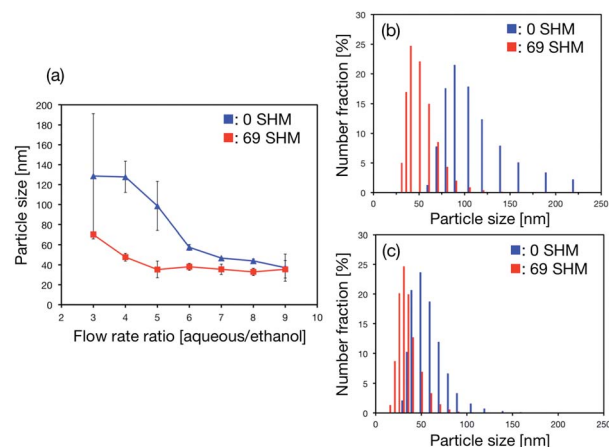 (a)
200
180
160
140
120
100
80
60
40
20
0
2 3 4 5 6 7 8 9 10
Particle size [nm]
Flow rate ratio [aqueous/ethanol]
: 0 SHM
: 69 SHM
(b)
30
25
20
15
10
5
0
0 50 100 150 200 250
Number fraction [%]
Particle size [nm]
: 0 SHM
: 69 SHM
(c)
30
25
20
15
10
5
0
0 50 100 150 200 250
Number fraction [%]
Particle size [nm]
: 0 SHM
: 69 SHM